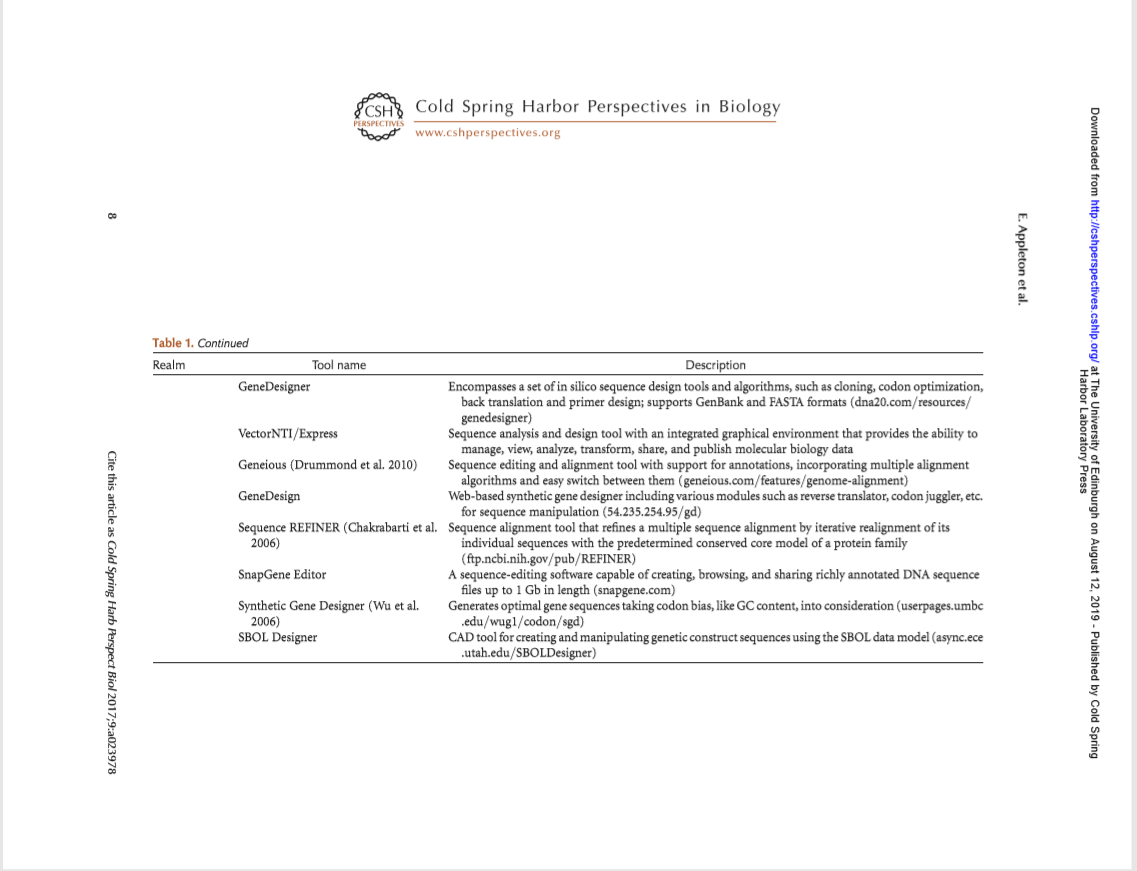 CSH
PERSPECTIVES
Cold Spring Harbor Perspectives in Biology
www.cshperspectives.org
Downloaded from http://cshperspectives.cshlp.org/ at The University of Edinburgh on August 12, 2019 - Published by Cold Spring
Harbor Laboratory Press
E. Appleton et al.
8
Table 1. Continued
Realm Tool name Description
GeneDesigner Encompasses a set of in silico sequence design tools and algorithms, such as cloning, codon optimization,
back translation and primer design; supports GenBank and FASTA formats (dna20.com/resources/
genedesigner)
VectorNTI/Express Sequence analysis and design tool with an integrated graphical environment that provides the ability to
manage, view, analyze, transform, share, and publish molecular biology data
Geneious (Drummond et al. 2010) Sequence editing and alignment tool with support for annotations, incorporating multiple alignment
algorithms and easy switch between them (geneious.com/features/genome-alignment)
GeneDesign Web-based synthetic gene designer including various modules such as reverse translator, codon juggler, etc.
for sequence manipulation (54.235.254.95/gd)
Sequence REFINER (Chakrabarti et al. Sequence alignment tool that refines a multiple sequence alignment by iterative realignment of its
2006) individual sequences with the predetermined conserved core model of a protein family
(ftp.ncbi.nih.gov/pub/REFINER)
SnapGene Editor A sequence-editing software capable of creating, browsing, and sharing richly annotated DNA sequence
files up to 1 Gb in length (snapgene.com)
Synthetic Gene Designer (Wu et al. Generates optimal gene sequences taking codon bias, like GC content, into consideration (userpages.umbc
2006) .edu/wug1/codon/sgd)
SBOL Designer CAD tool for creating and manipulating genetic construct sequences using the SBOL data model (async.ece
.utah.edu/SBOLDesigner)
Cite this article as Cold Spring Harb Perspect Biol 2017;9:a023978